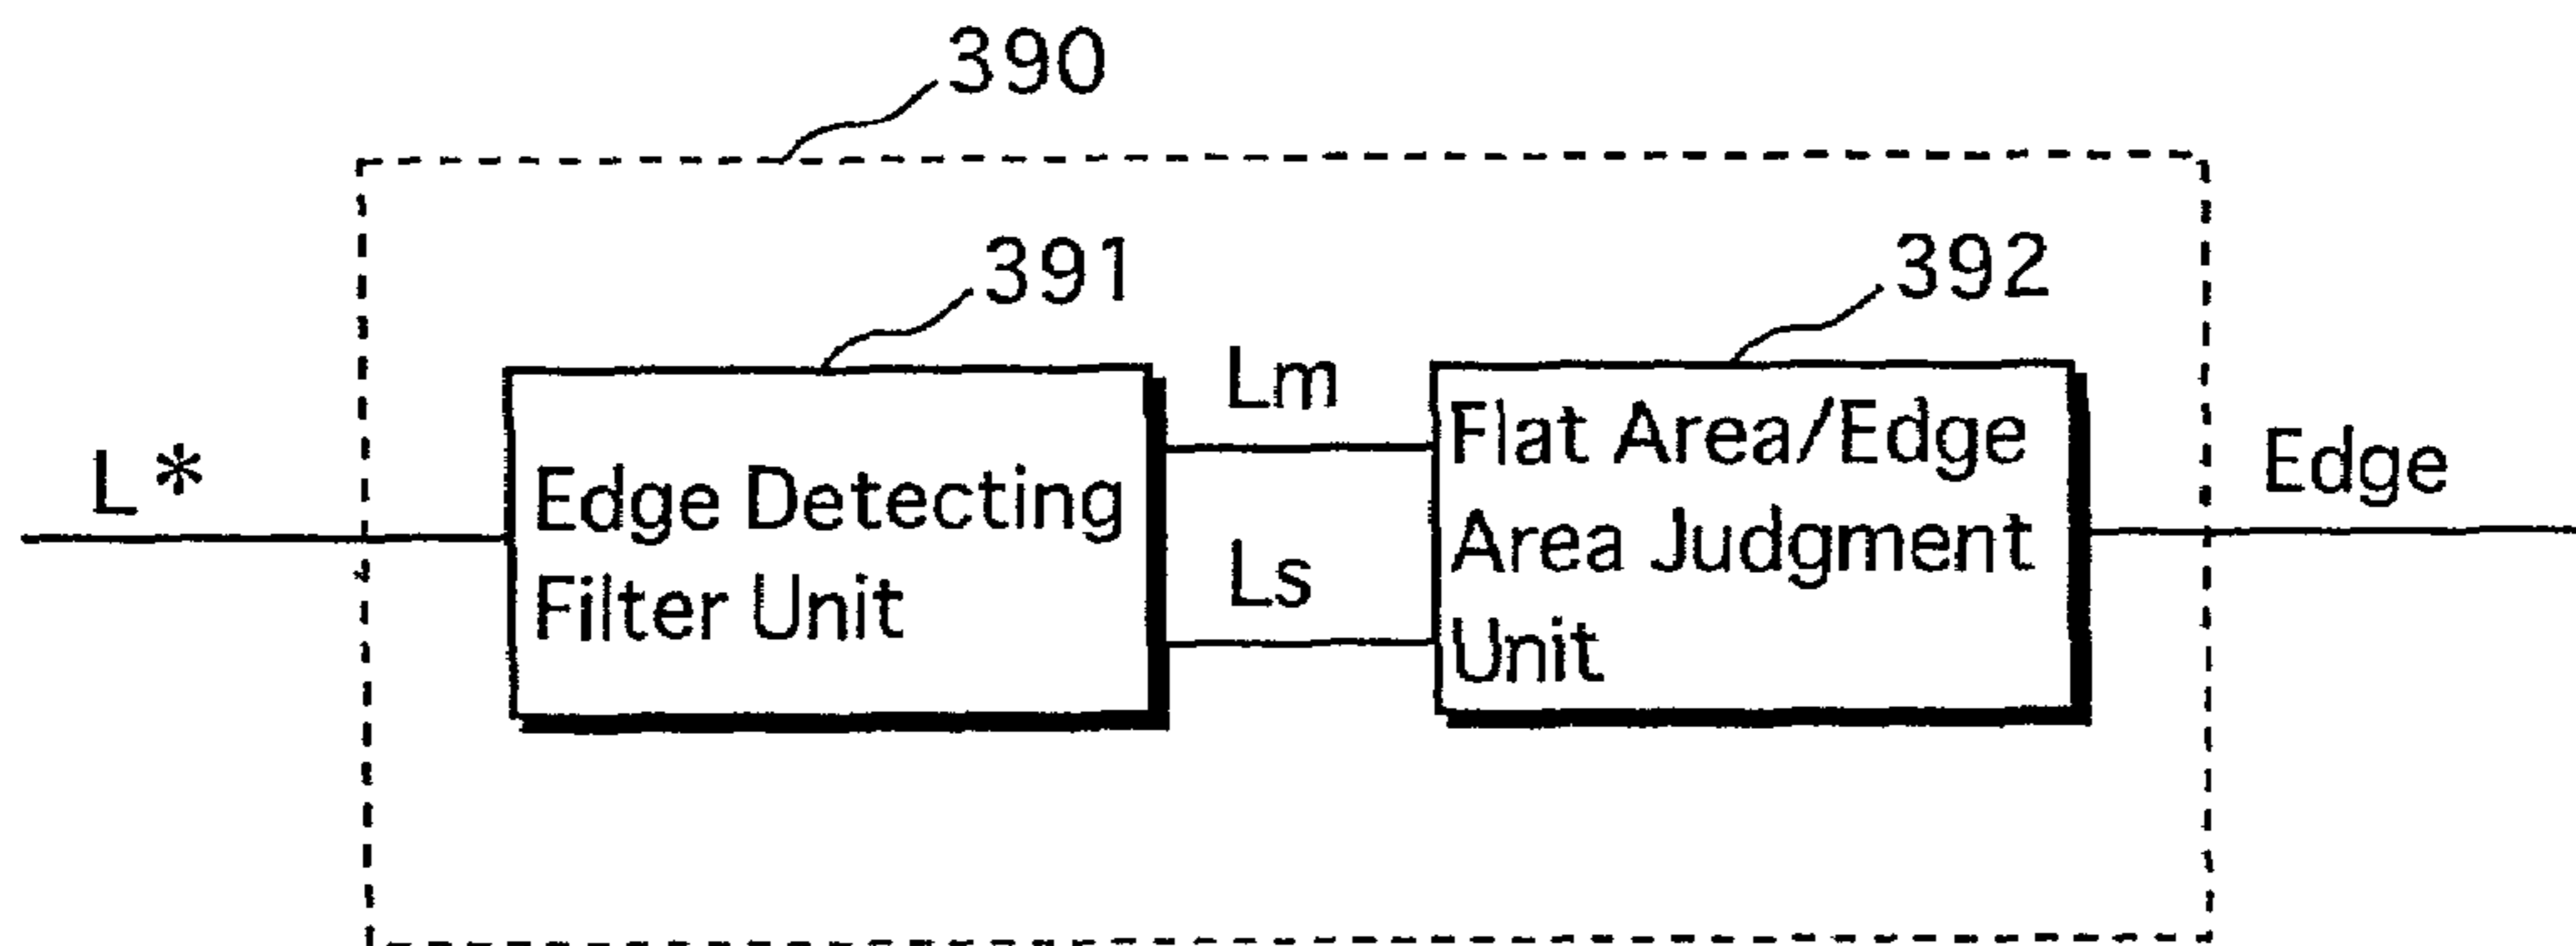 390
391
392
L*
Edge Detecting
Filter Unit
Lm
Ls
Flat Area/Edge
Area Judgment
Unit
Edge